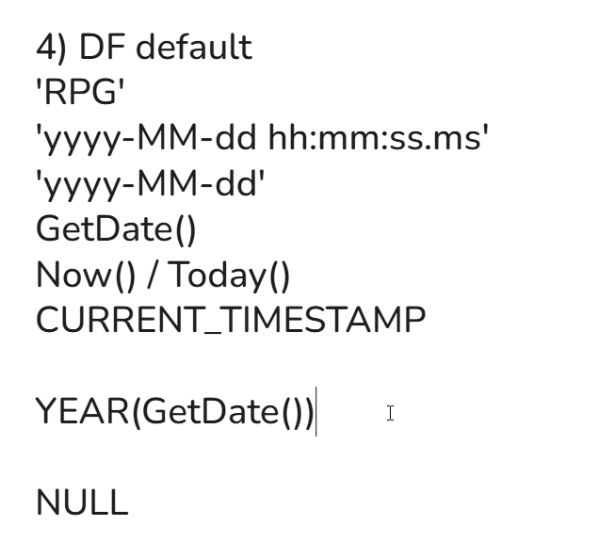 4) DF default
'RPG'
'yyyy-MM-dd hh:mm:ss.ms'
'yyyy-MM-dd'
GetDate()
Now() / Today()
CURRENT_TIMESTAMP
YEAR(GetDate())
NULL